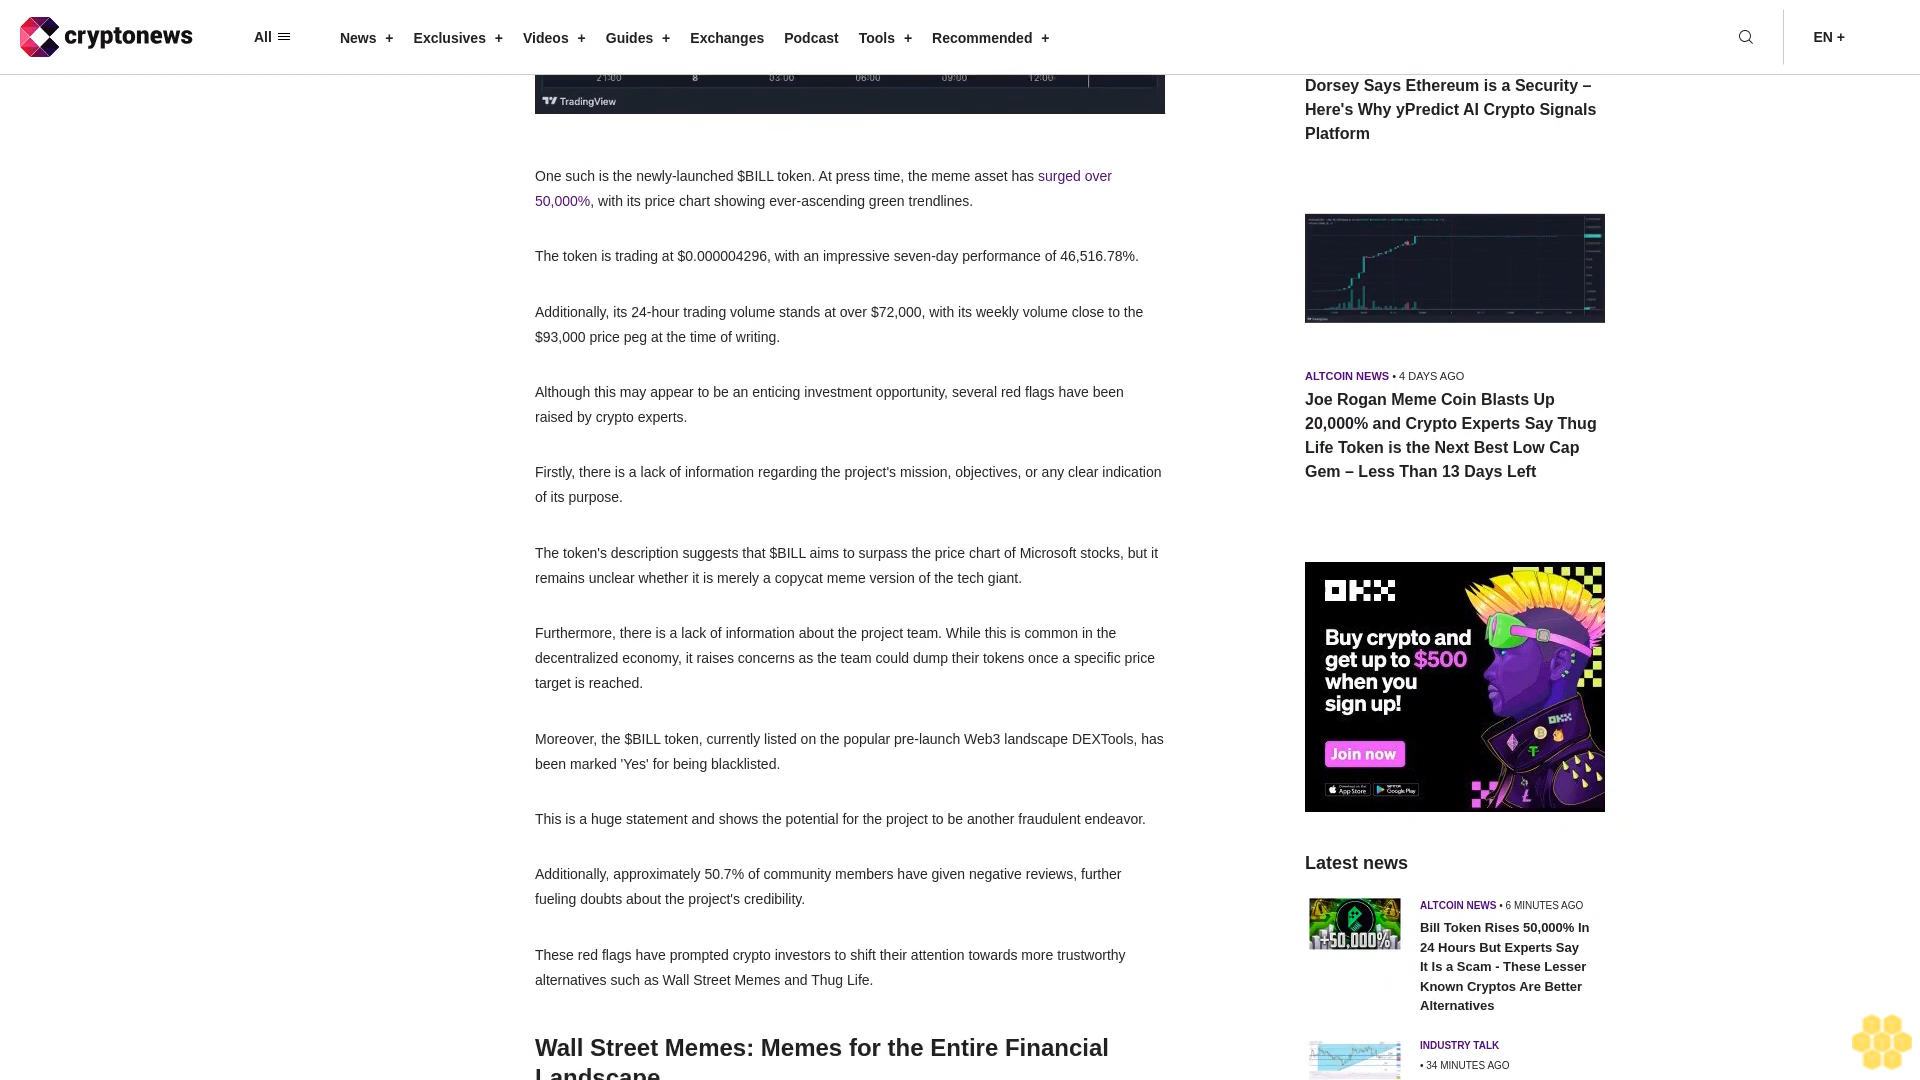 cryptonews
All
News +
Exclusives +
Videos +
Guides +
Exchanges
Podcast
Tools +
Recommended +
EN +
21:00 8 03:00 06:00 09:00 12:00
TradingView
One such is the newly-launched $BILL token. At press time, the meme asset has surged over
50,000%, with its price chart showing ever-ascending green trendlines.
The token is trading at $0.000004296, with an impressive seven-day performance of 46,516.78%.
Additionally, its 24-hour trading volume stands at over $72,000, with its weekly volume close to the
$93,000 price peg at the time of writing.
Although this may appear to be an enticing investment opportunity, several red flags have been
raised by crypto experts.
Firstly, there is a lack of information regarding the project's mission, objectives, or any clear indication
of its purpose.
The token's description suggests that $BILL aims to surpass the price chart of Microsoft stocks, but it
remains unclear whether it is merely a copycat meme version of the tech giant.
Furthermore, there is a lack of information about the project team. While this is common in the
decentralized economy, it raises concerns as the team could dump their tokens once a specific price
target is reached.
Moreover, the $BILL token, currently listed on the popular pre-launch Web3 landscape DEXTools, has
been marked 'Yes' for being blacklisted.
This is a huge statement and shows the potential for the project to be another fraudulent endeavor.
Additionally, approximately 50.7% of community members have given negative reviews, further
fueling doubts about the project's credibility.
These red flags have prompted crypto investors to shift their attention towards more trustworthy
alternatives such as Wall Street Memes and Thug Life.
Wall Street Memes: Memes for the Entire Financial
Landscape
Dorsey Says Ethereum is a Security –
Here's Why yPredict AI Crypto Signals
Platform
ALTCOIN NEWS • 4 DAYS AGO
Joe Rogan Meme Coin Blasts Up
20,000% and Crypto Experts Say Thug
Life Token is the Next Best Low Cap
Gem – Less Than 13 Days Left
OKX
Buy crypto and
get up to $500
when you
sign up!
Join now
Download on the App Store
GET IT ON Google Play
Latest news
+50,000%
ALTCOIN NEWS • 6 MINUTES AGO
Bill Token Rises 50,000% In
24 Hours But Experts Say
It Is a Scam - These Lesser
Known Cryptos Are Better
Alternatives
INDUSTRY TALK
• 34 MINUTES AGO